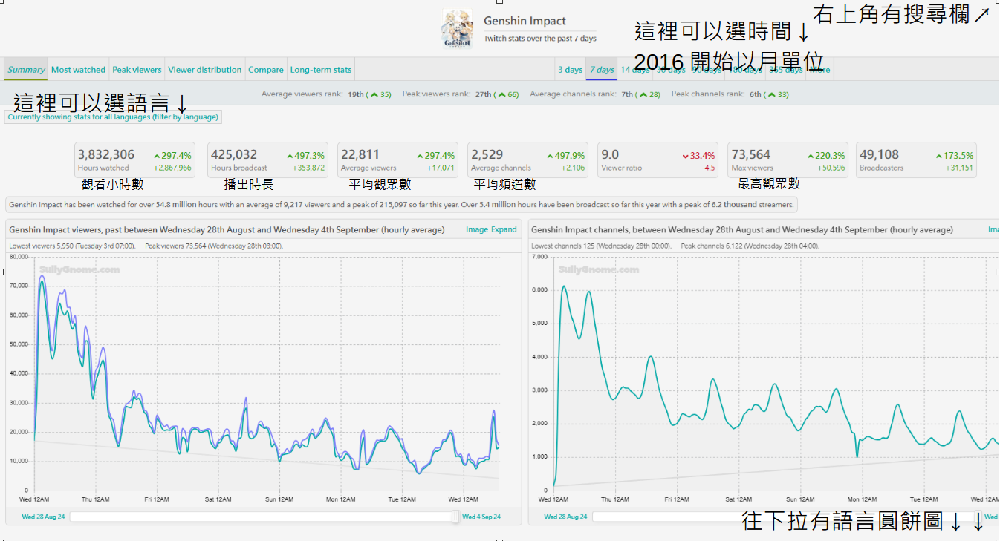 Genshin Impact
Twitch stats over the past 7 days
右上角有搜尋欄↗
這裡可以選時間↓
2016 開始以月單位
Summary Most watched Peak viewers Viewer distribution Compare Long-term stats
3 days 7 days 14 days 30 days 90 days 180 days 365 days More
Average viewers rank: 19th ( 35) Peak viewers rank: 27th ( 66) Average channels rank: 7th ( 28) Peak channels rank: 6th ( 33)
這裡可以選語言↓
Currently showing stats for all languages (filter by language)
3,832,306 297.4%
Hours watched +2,867,966
觀看小時數
425,032 497.3%
Hours broadcast +353,872
播出時長
22,811 297.4%
Average viewers +17,071
平均觀眾數
2,529 497.9%
Average channels +2,106
平均頻道數
9.0 33.4%
Viewer ratio -4.5
73,564 220.3%
Max viewers +50,596
最高觀眾數
49,108 173.5%
Broadcasters +31,151
Genshin Impact has been watched for over 54.8 million hours with an average of 9,217 viewers and a peak of 215,097 so far this year. Over 5.4 million hours have been broadcast so far this year with a peak of 6.2 thousand streamers.
Genshin Impact viewers, past between Wednesday 28th August and Wednesday 4th September (hourly average) Image Expand
Lowest viewers 5,950 (Tuesday 3rd 07:00). Peak viewers 73,564 (Wednesday 28th 03:00).
SullyGnome.com
80,000
70,000
60,000
50,000
40,000
30,000
20,000
10,000
0
Wed 12AM Thu 12AM Fri 12AM Sat 12AM Sun 12AM Mon 12AM Tue 12AM Wed 12AM
Wed 28 Aug 24 Wed 4 Sep 24
Genshin Impact channels, between Wednesday 28th August and Wednesday 4th September (hourly average) Ima
Lowest channels 125 (Wednesday 28th 00:00). Peak channels 6,122 (Wednesday 28th 04:00).
SullyGnome.com
7,000
6,000
5,000
4,000
3,000
2,000
1,000
0
Wed 12AM Thu 12AM Fri 12AM Sat 12AM Sun 12AM Mon 12AM Tue 12AM Wed 12AM
Wed 28 Aug 24 Wed
往下拉有語言圓餅圖↓↓